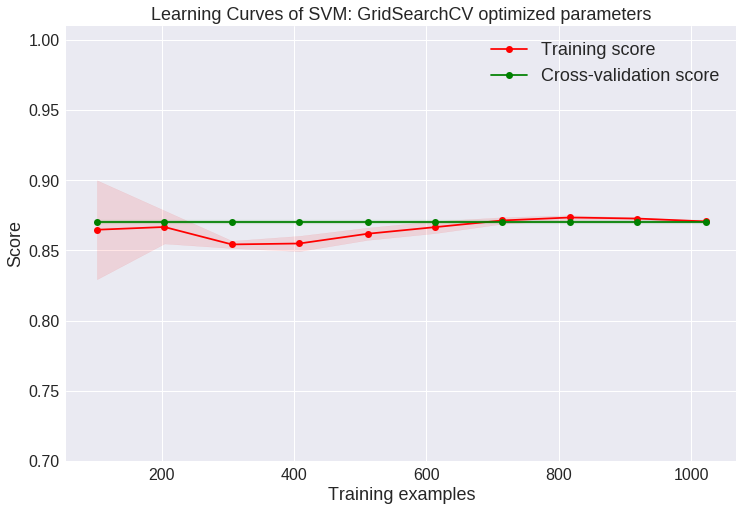 Learning Curves of SVM: GridSearchCV optimized parameters
1.00
Training score
Cross-validation score
0.95
0.90
Score
0.85
0.80
0.75
0.70
200
400
600
800
1000
Training examples